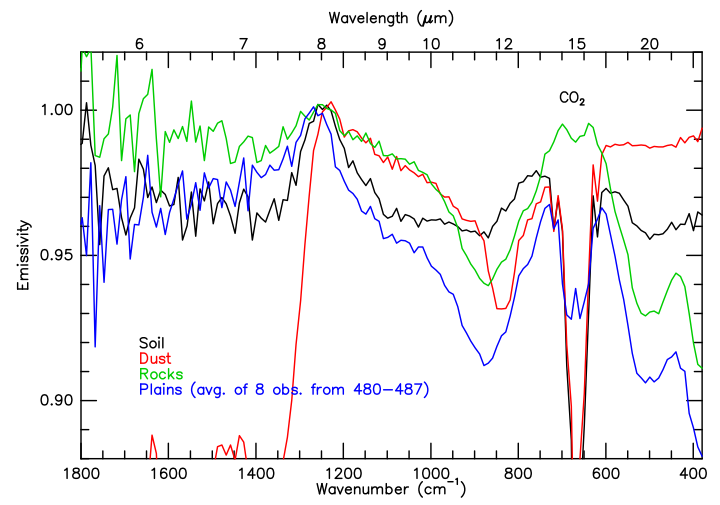 Wavelength (μm)
6 7 8 9 10 12 15 20
CO₂
1.00
0.95
0.90
Emissivity
Soil
Dust
Rocks
Plains (avg. of 8 obs. from 480–487)
1800 1600 1400 1200 1000 800 600 400
Wavenumber (cm⁻¹)